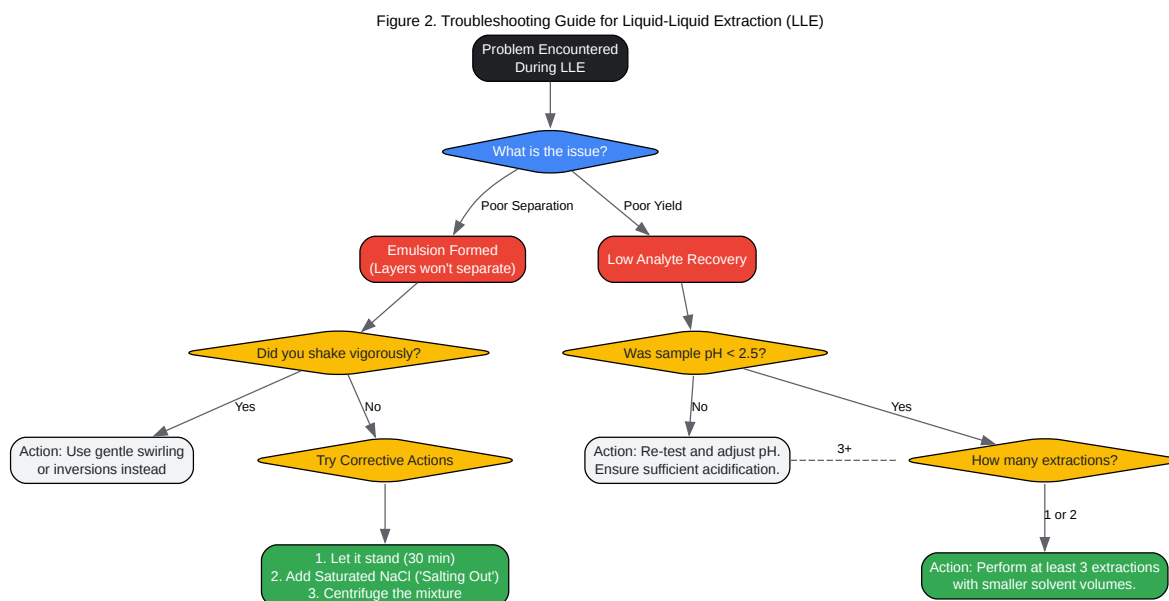 Figure 2. Troubleshooting Guide for Liquid-Liquid Extraction (LLE)
Problem Encountered
During LLE
What is the issue?
Poor Separation
Poor Yield
Emulsion Formed
(Layers won't separate)
Low Analyte Recovery
Did you shake vigorously?
Was sample pH < 2.5?
Yes
No
No
Yes
Action: Use gentle swirling
or inversions instead
Try Corrective Actions
Action: Re-test and adjust pH.
Ensure sufficient acidification.
3+
How many extractions?
1 or 2
1. Let it stand (30 min)
2. Add Saturated NaCl ('Salting Out')
3. Centrifuge the mixture
Action: Perform at least 3 extractions
with smaller solvent volumes.